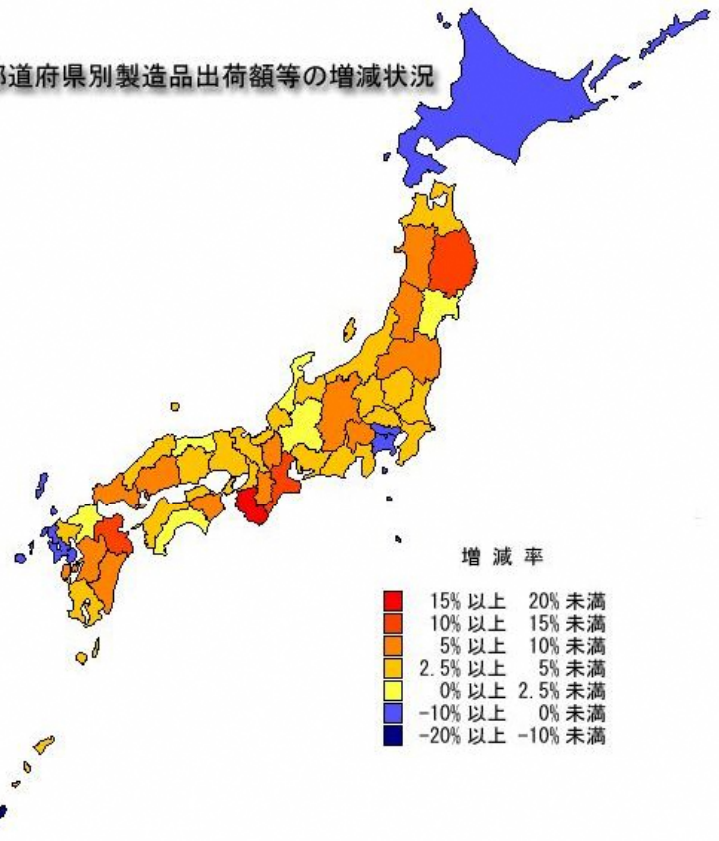 道府県別製造品出荷額等の増減状況
増減率
15%以上 20%未満
10%以上 15%未満
5%以上 10%未満
2.5%以上 5%未満
0%以上 2.5%未満
-10%以上 0%未満
-20%以上 -10%未満